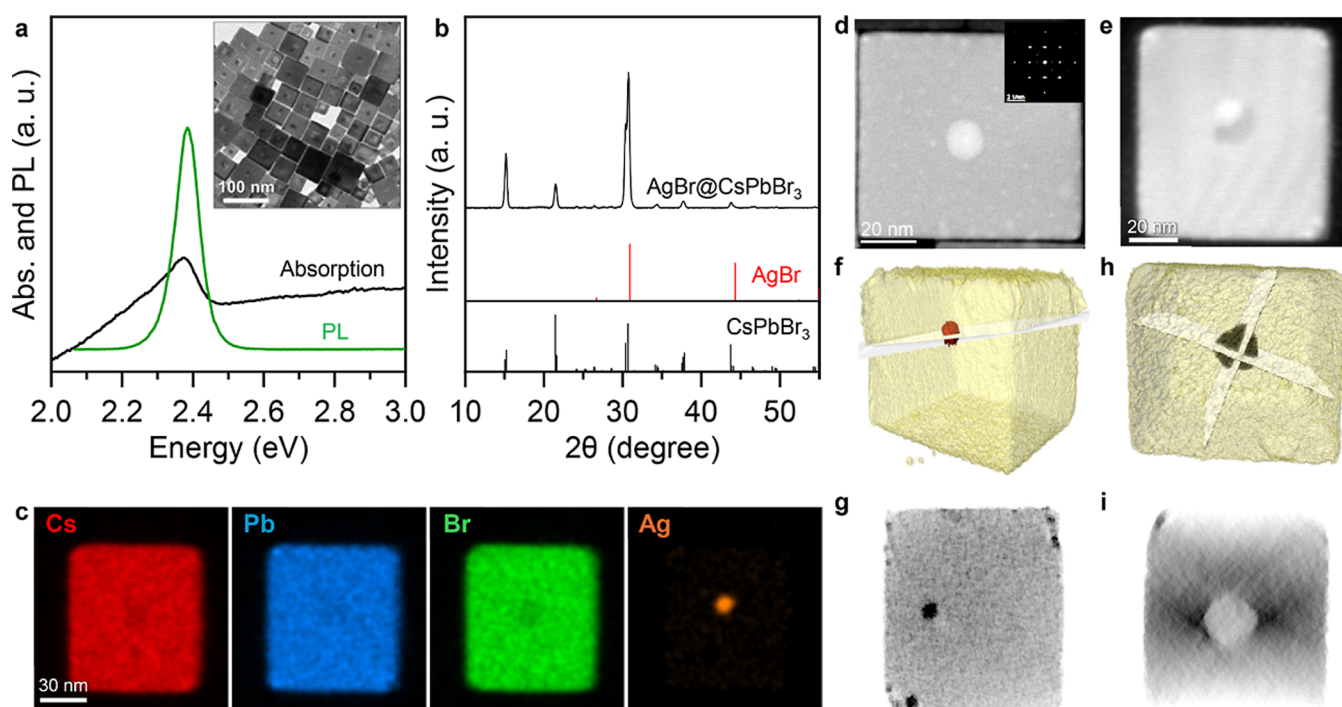 a
Abs. and PL (a. u.)
100 nm
Absorption
PL
2.0 2.2 2.4 2.6 2.8 3.0
Energy (eV)
b
Intensity (a. u.)
AgBr@CsPbBr3
AgBr
CsPbBr3
10 20 30 40 50
2θ (degree)
c
Cs
30 nm
Pb
Br
Ag
d
20 nm
e
20 nm
f
h
g
i